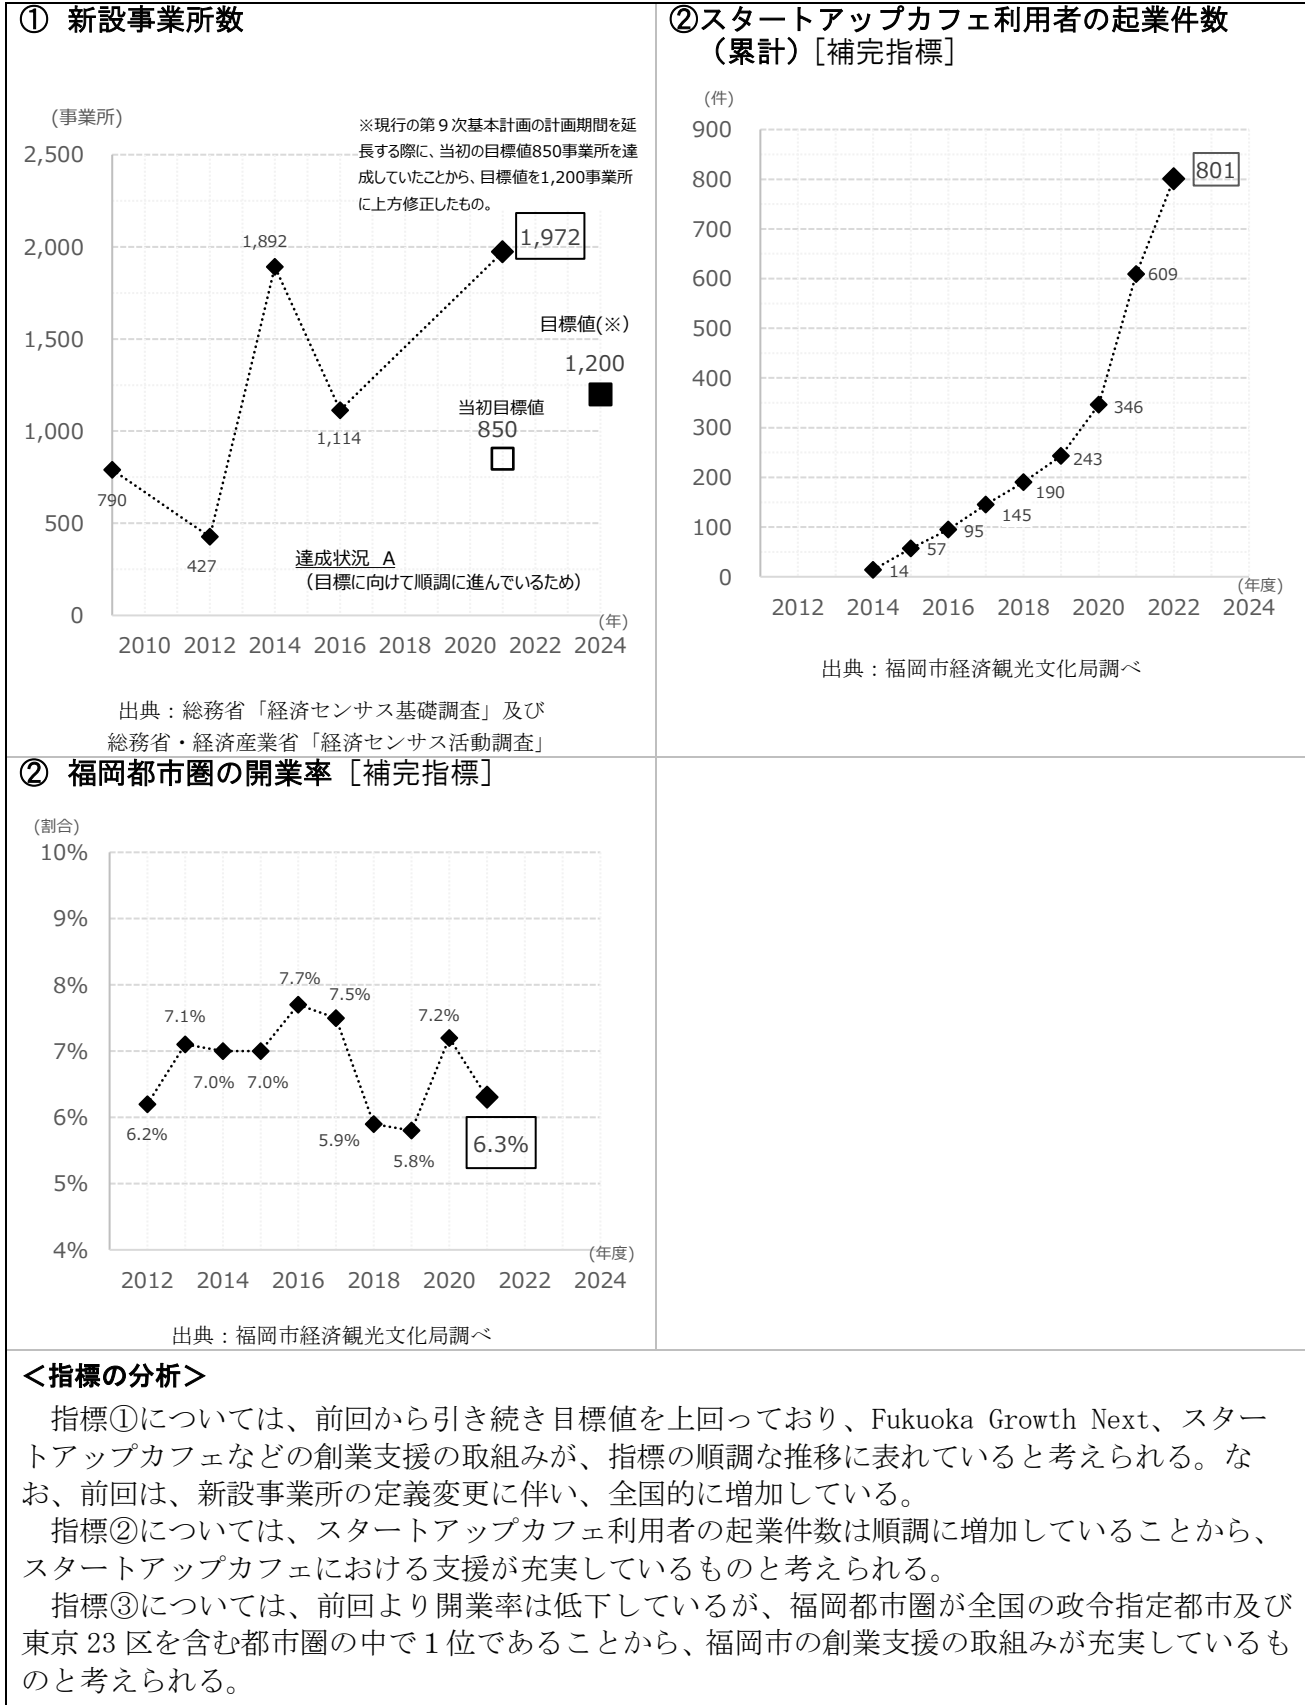 ① 新設事業所数
(事業所)
※現行の第９次基本計画の計画期間を延
長する際に、当初の目標値850事業所を達
成していたことから、目標値を1,200事業所
に上方修正したもの。
2,500
2,000
1,500
1,000
500
0
1,892
1,972
目標値(※)
1,200
当初目標値
850
1,114
790
427
達成状況 A
（目標に向けて順調に進んでいるため）
(年)
2010 2012 2014 2016 2018 2020 2022 2024
出典：総務省「経済センサス基礎調査」及び
総務省・経済産業省「経済センサス活動調査」
②スタートアップカフェ利用者の起業件数
（累計）［補完指標］
(件)
900
800
700
600
500
400
300
200
100
0
801
609
346
243
190
145
95
57
14
(年度)
2012 2014 2016 2018 2020 2022 2024
出典：福岡市経済観光文化局調べ
② 福岡都市圏の開業率［補完指標］
(割合)
10%
9%
8%
7%
6%
5%
4%
7.7%
7.5%
7.1%
7.2%
7.0% 7.0%
6.2%
5.9%
5.8%
6.3%
(年度)
2012 2014 2016 2018 2020 2022 2024
出典：福岡市経済観光文化局調べ
＜指標の分析＞
指標①については、前回から引き続き目標値を上回っており、Fukuoka Growth Next、スター
トアップカフェなどの創業支援の取組みが、指標の順調な推移に表れていると考えられる。な
お、前回は、新設事業所の定義変更に伴い、全国的に増加している。
指標②については、スタートアップカフェ利用者の起業件数は順調に増加していることから、
スタートアップカフェにおける支援が充実しているものと考えられる。
指標③については、前回より開業率は低下しているが、福岡都市圏が全国の政令指定都市及び
東京 23 区を含む都市圏の中で１位であることから、福岡市の創業支援の取組みが充実しているも
のと考えられる。